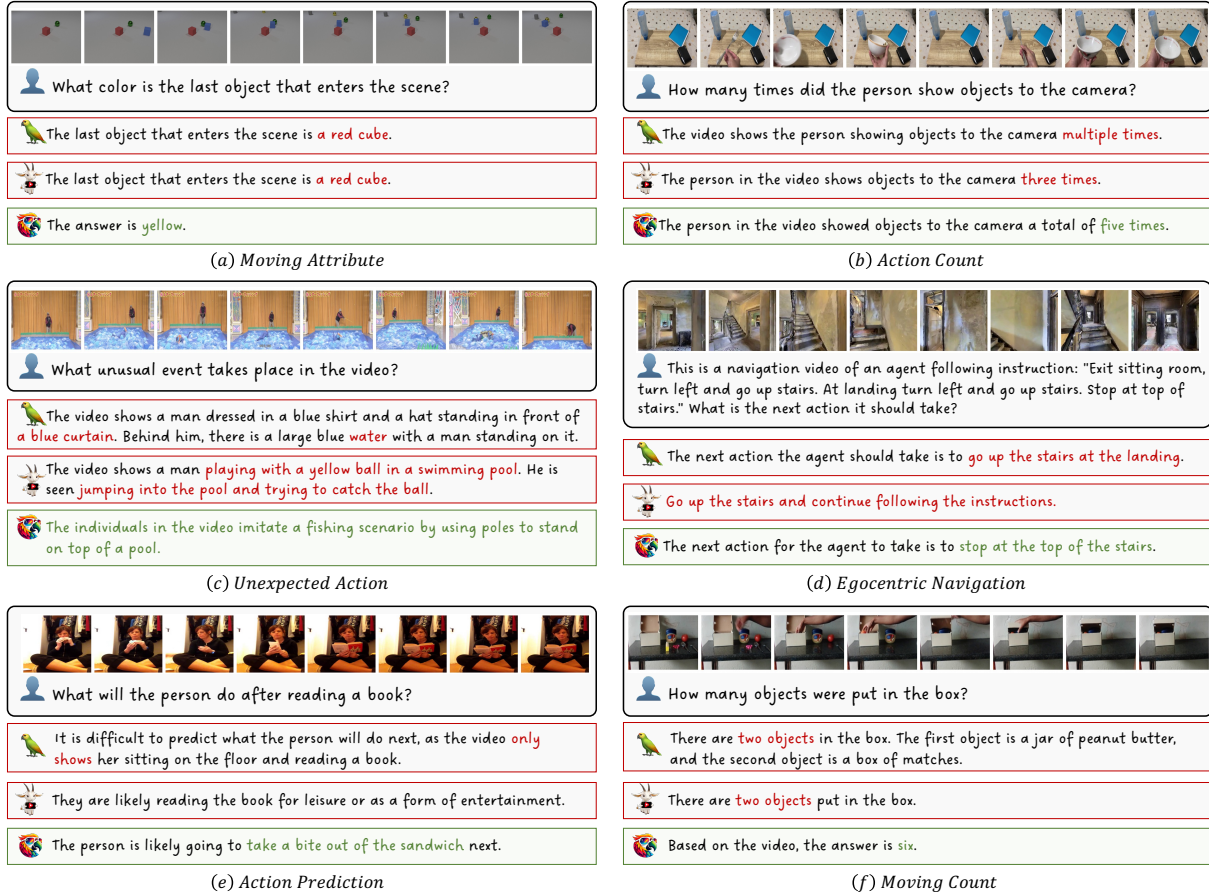 What color is the last object that enters the scene?
The last object that enters the scene is a red cube.
The last object that enters the scene is a red cube.
The answer is yellow.
(a) Moving Attribute
How many times did the person show objects to the camera?
The video shows the person showing objects to the camera multiple times.
The person in the video shows objects to the camera three times.
The person in the video showed objects to the camera a total of five times.
(b) Action Count
What unusual event takes place in the video?
The video shows a man dressed in a blue shirt and a hat standing in front of
a blue curtain. Behind him, there is a large blue water with a man standing on it.
The video shows a man playing with a yellow ball in a swimming pool. He is
seen jumping into the pool and trying to catch the ball.
The individuals in the video imitate a fishing scenario by using poles to stand
on top of a pool.
(c) Unexpected Action
This is a navigation video of an agent following instruction: "Exit sitting room,
turn left and go up stairs. At landing turn left and go up stairs. Stop at top of
stairs." What is the next action it should take?
The next action the agent should take is to go up the stairs at the landing.
Go up the stairs and continue following the instructions.
The next action for the agent to take is to stop at the top of the stairs.
(d) Egocentric Navigation
What will the person do after reading a book?
It is difficult to predict what the person will do next, as the video only
shows her sitting on the floor and reading a book.
They are likely reading the book for leisure or as a form of entertainment.
The person is likely going to take a bite out of the sandwich next.
(e) Action Prediction
How many objects were put in the box?
There are two objects in the box. The first object is a jar of peanut butter,
and the second object is a box of matches.
There are two objects put in the box.
Based on the video, the answer is six.
(f) Moving Count